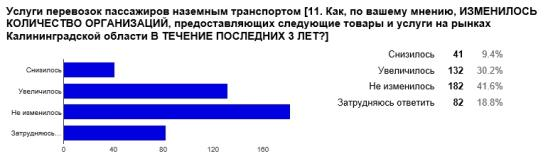 Услуги перевозок пассажиров наземным транспортом [11. Как, по вашему мнению, ИЗМЕНИЛОСЬ
КОЛИЧЕСТВО ОРГАНИЗАЦИЙ, предоставляющих следующие товары и услуги на рынках
Калининградской области В ТЕЧЕНИЕ ПОСЛЕДНИХ 3 ЛЕТ?]
Снизилось 41 9.4%
Увеличилось 132 30.2%
Не изменилось 182 41.6%
Затрудняюсь ответить 82 18.8%
Снизилось
Увеличилось
Не изменилось
Затрудняюсь...
0 40 80 120 160